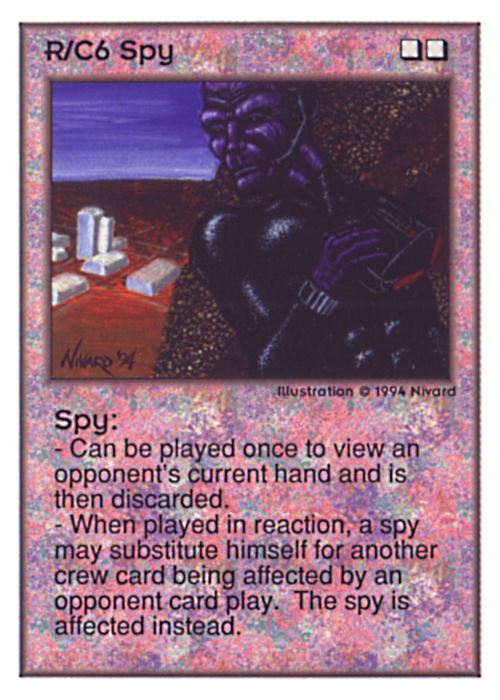 R/C6 Spy
NIVARD '94
Illustration © 1994 Nivard
Spy:
- Can be played once to view an
opponent's current hand and is
then discarded.
- When played in reaction, a spy
may substitute himself for another
crew card being affected by an
opponent card play. The spy is
affected instead.